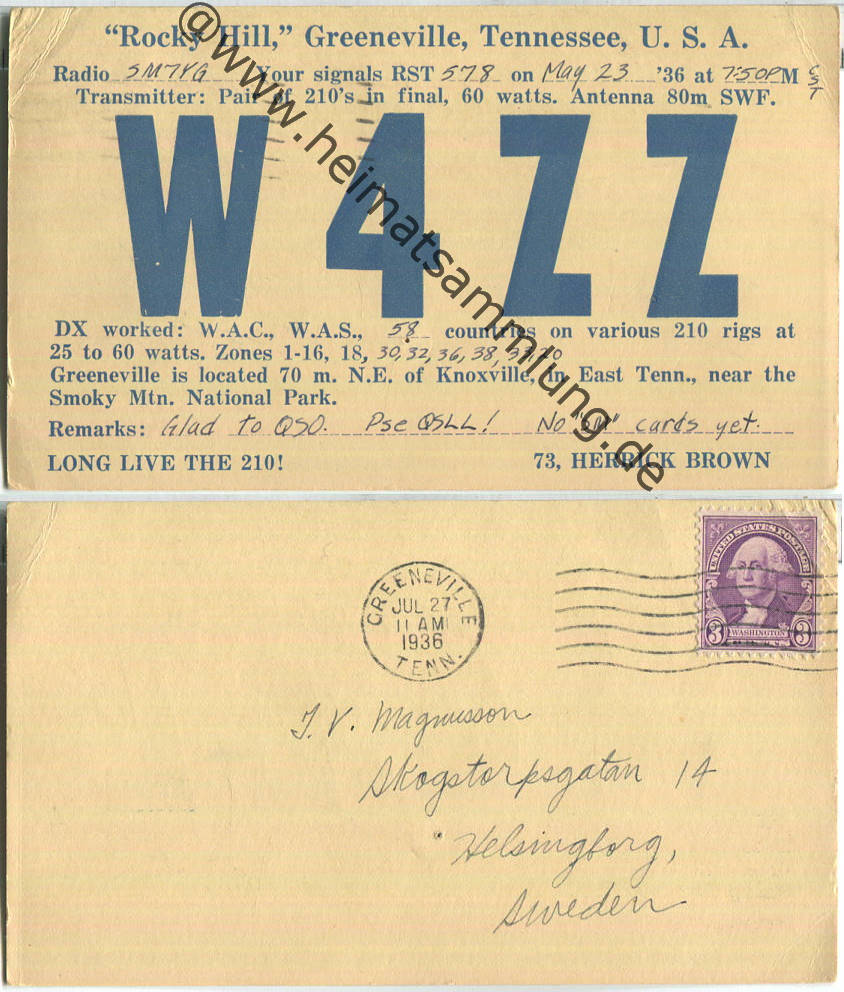 "Rocky Hill," Greeneville, Tennessee, U. S. A.
Radio SM7YG Your signals RST 578 on May 23 '36 at 7:50PM CST
Transmitter: Pair of 210's in final, 60 watts. Antenna 80m SWF.
W4ZZ
DX worked: W.A.C., W.A.S., 58 countries on various 210 rigs at
25 to 60 watts. Zones 1-16, 18, 30, 32, 36, 38,
Greeneville is located 70 m. N.E. of Knoxville, in East Tenn., near the
Smoky Mtn. National Park.
Remarks: Glad to QSO. Pse QSLL! No "SM" cards yet.
LONG LIVE THE 210! 73, HERRICK BROWN
@www.heimatsammlung.de
GREENEVILLE
JUL 27
11 AM
1936
TENN.
UNITED STATES POSTAGE
3 WASHINGTON 3
T. V. Magnusson
Skogstorpsgatan 14
Helsingborg,
Sweden